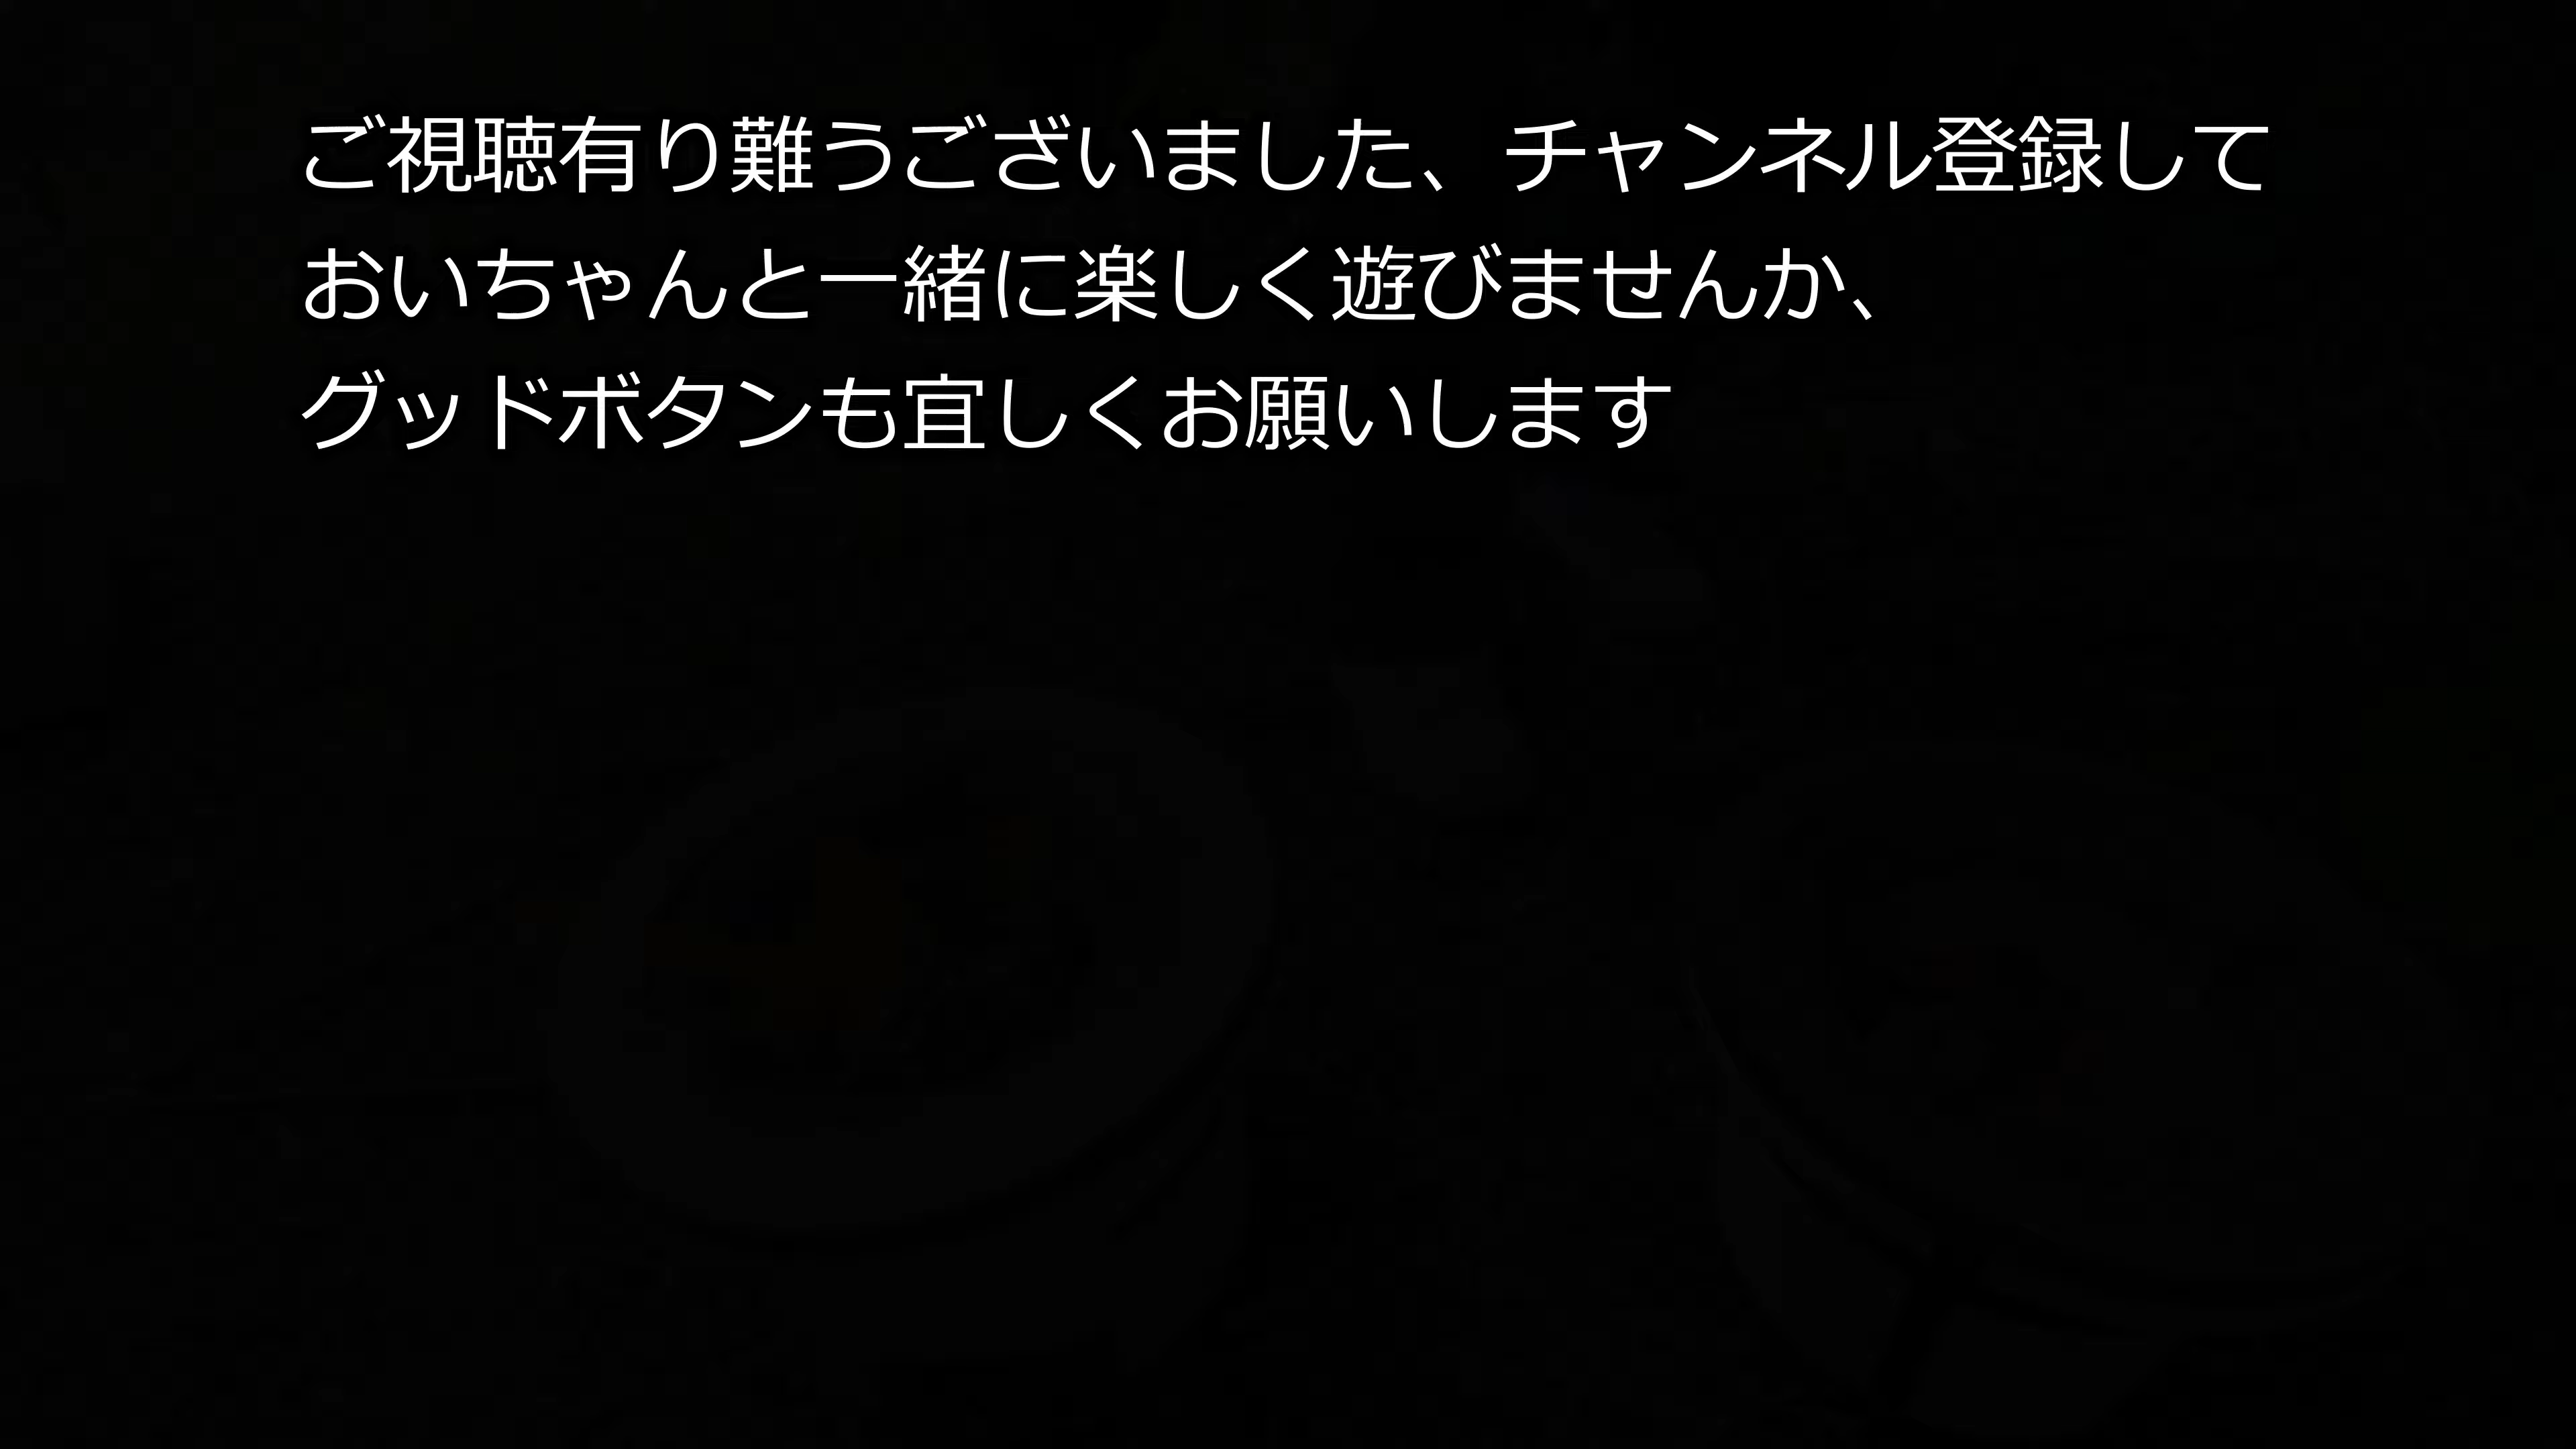 ご視聴有り難うございました、チャンネル登録して
おいちゃんと一緒に楽しく遊びませんか、
グッドボタンも宜しくお願いします